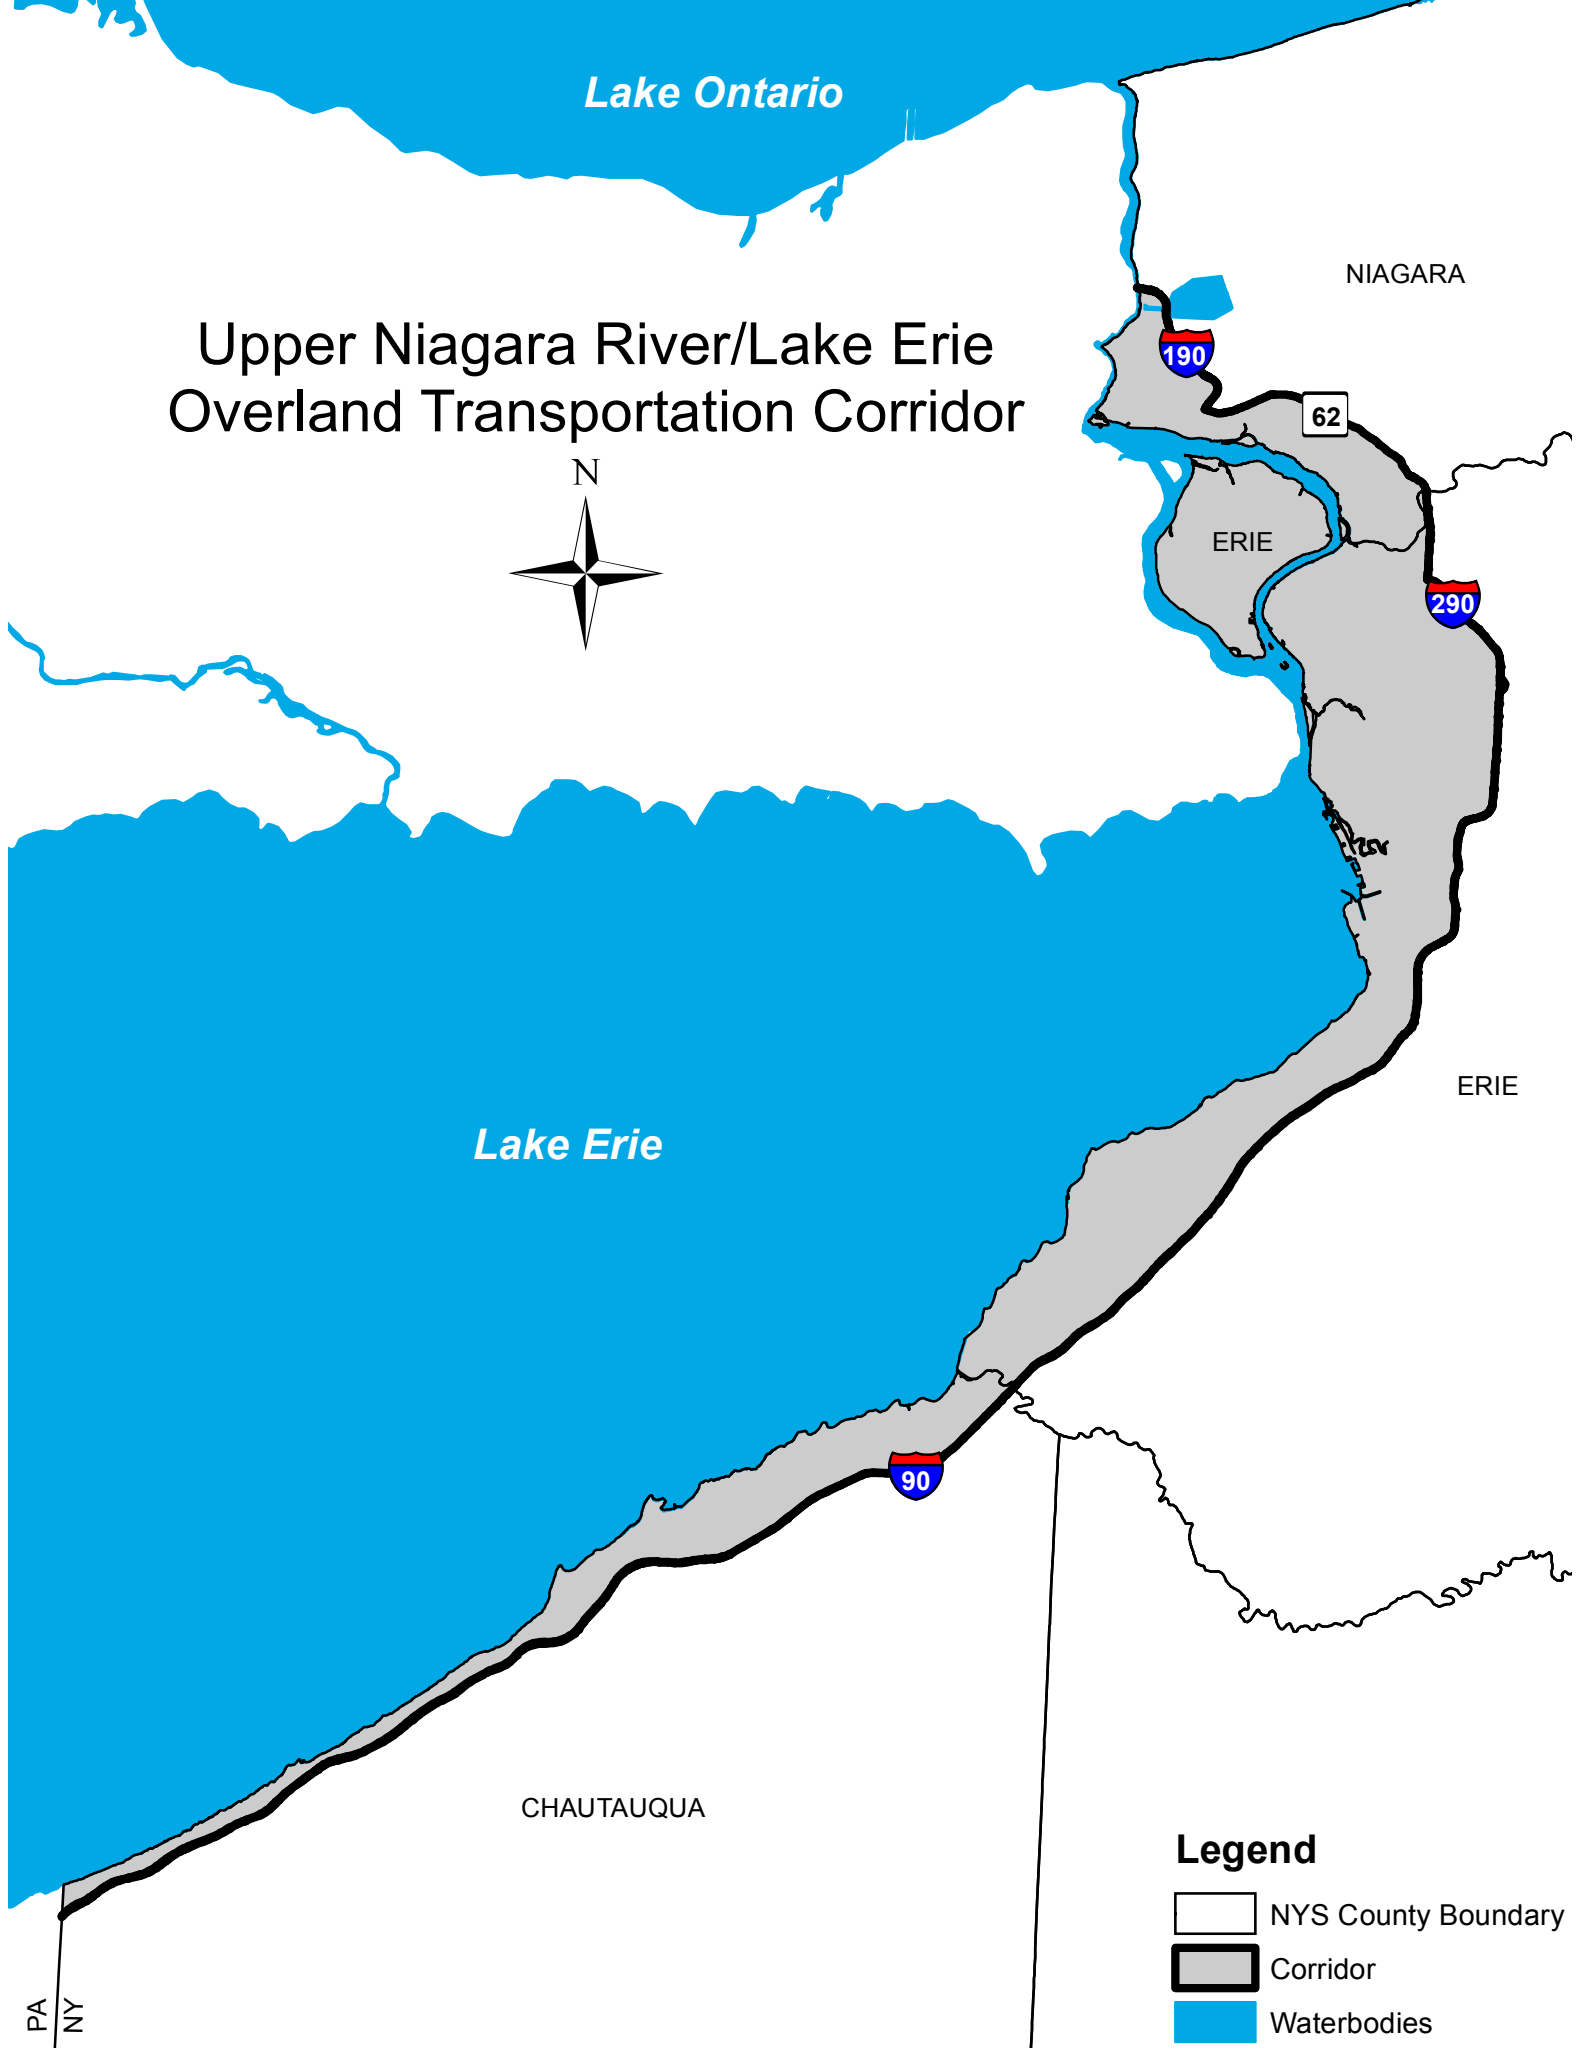 Lake Ontario
NIAGARA
Upper Niagara River/Lake Erie
Overland Transportation Corridor
190
62
N
ERIE
290
ERIE
Lake Erie
90
CHAUTAUQUA
Legend
NYS County Boundary
Corridor
Waterbodies
PA
NY